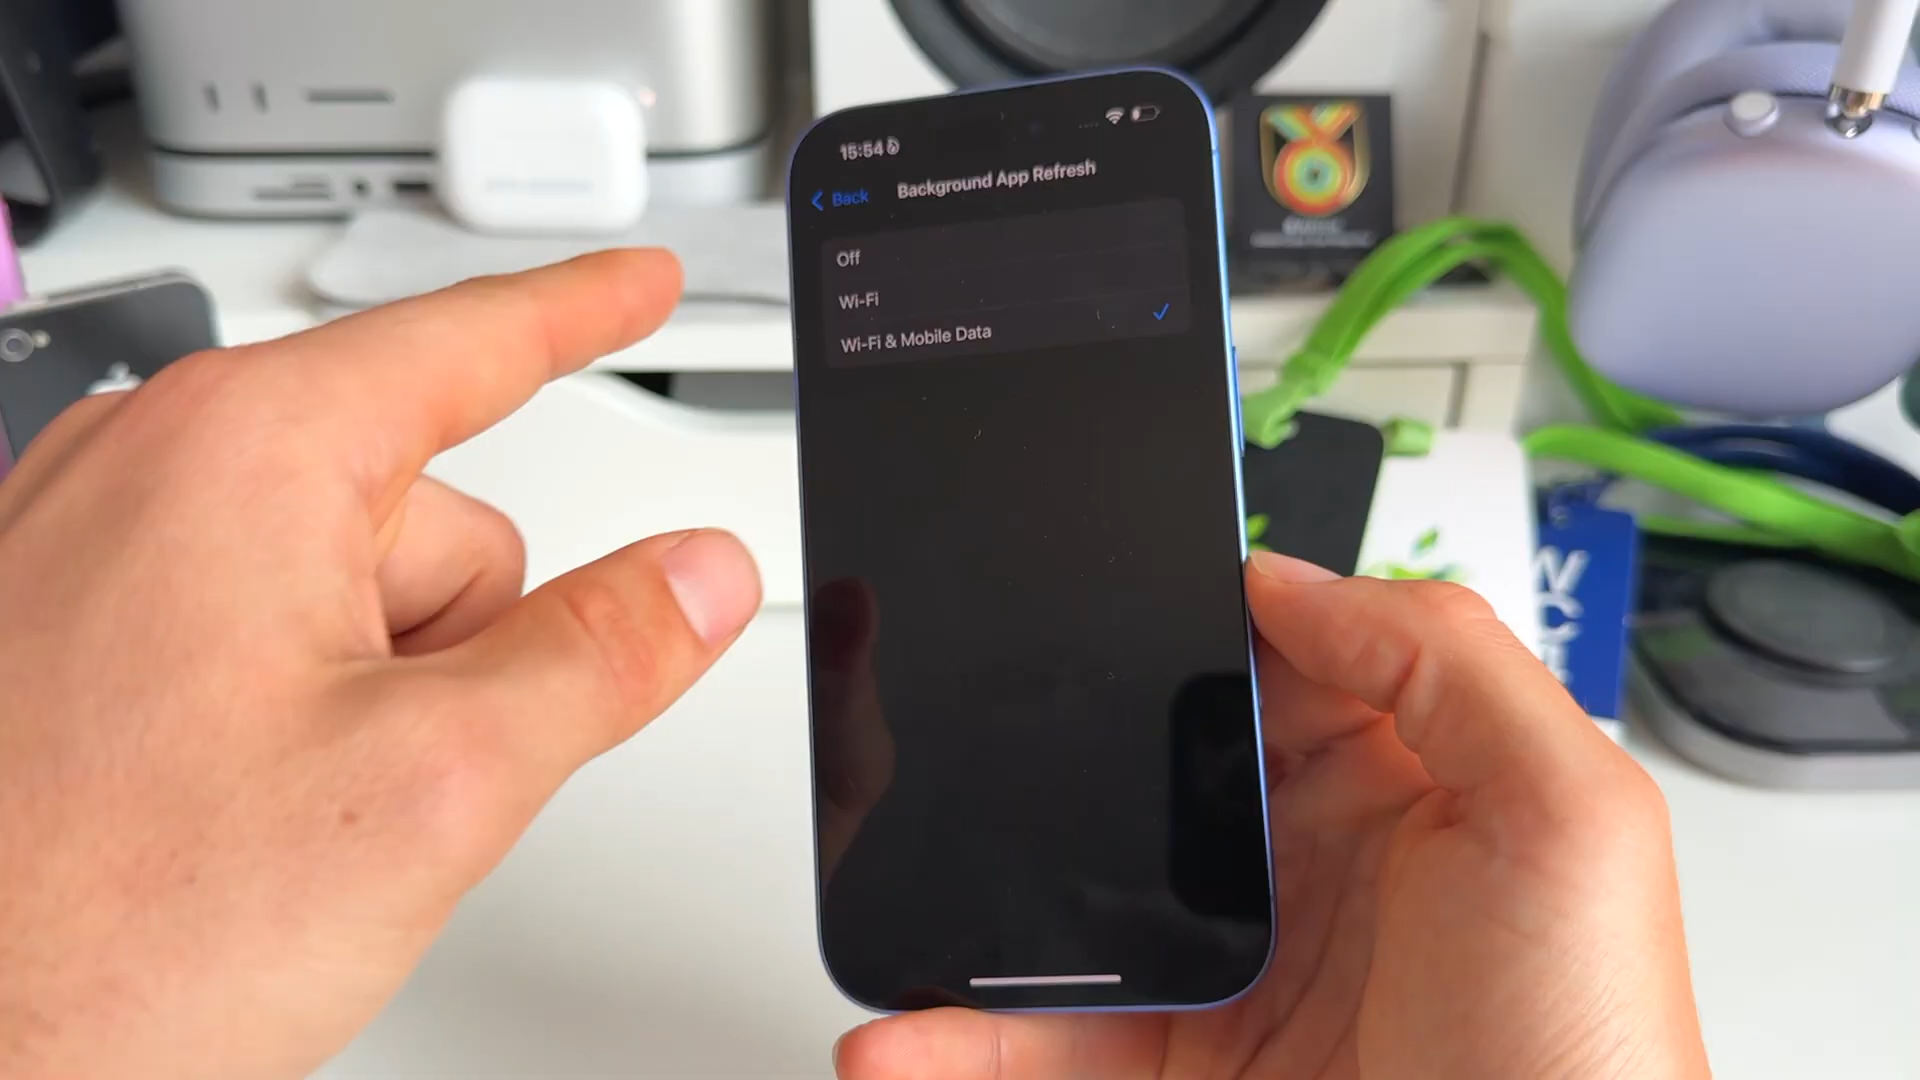 15:54
Back
Background App Refresh
Off
Wi-Fi
Wi-Fi & Mobile Data